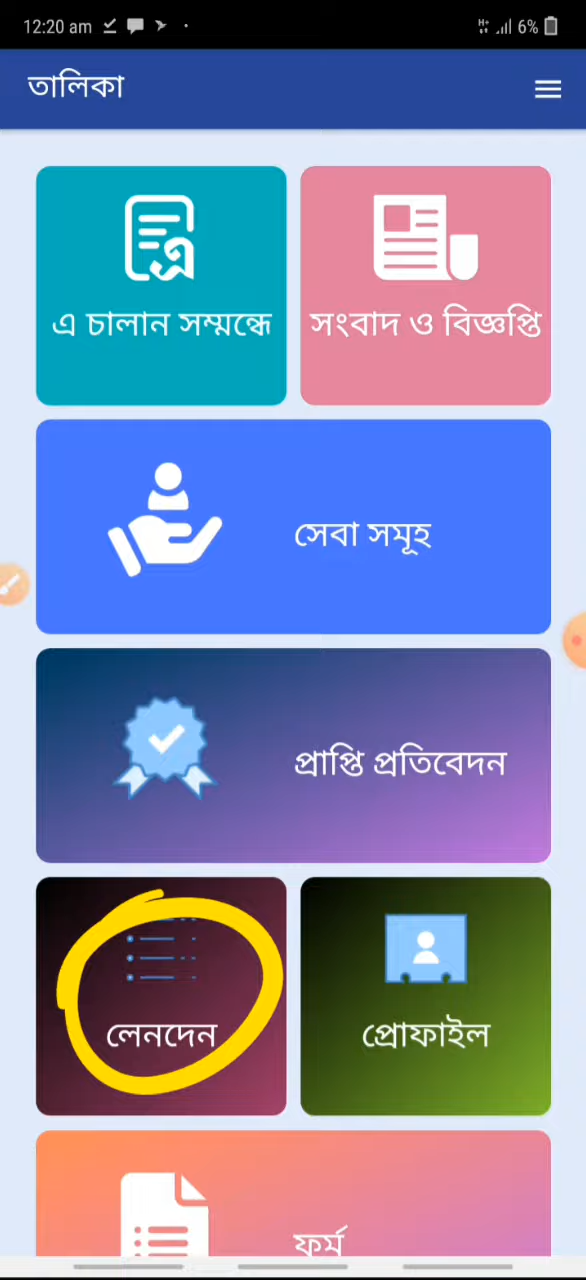 12:20 am
6%
তালিকা
এ চালান সম্মন্ধে
সংবাদ ও বিজ্ঞপ্তি
সেবা সমূহ
প্রাপ্তি প্রতিবেদন
লেনদেন
প্রোফাইল
ফর্ম